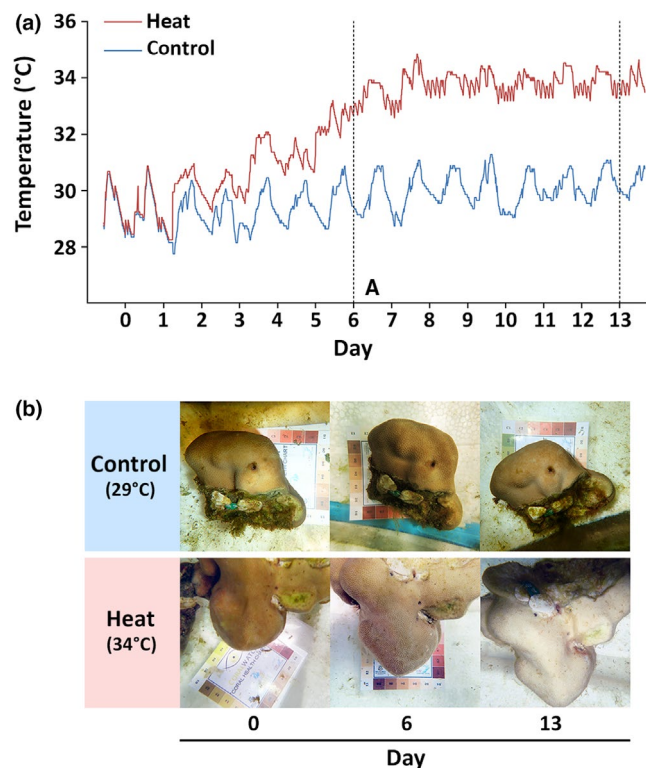 (a)
36
34
32
30
28
Temperature (°C)
Heat
Control
A
0 1 2 3 4 5 6 7 8 9 10 11 12 13
Day
(b)
Control
(29°C)
Heat
(34°C)
0 6 13
Day